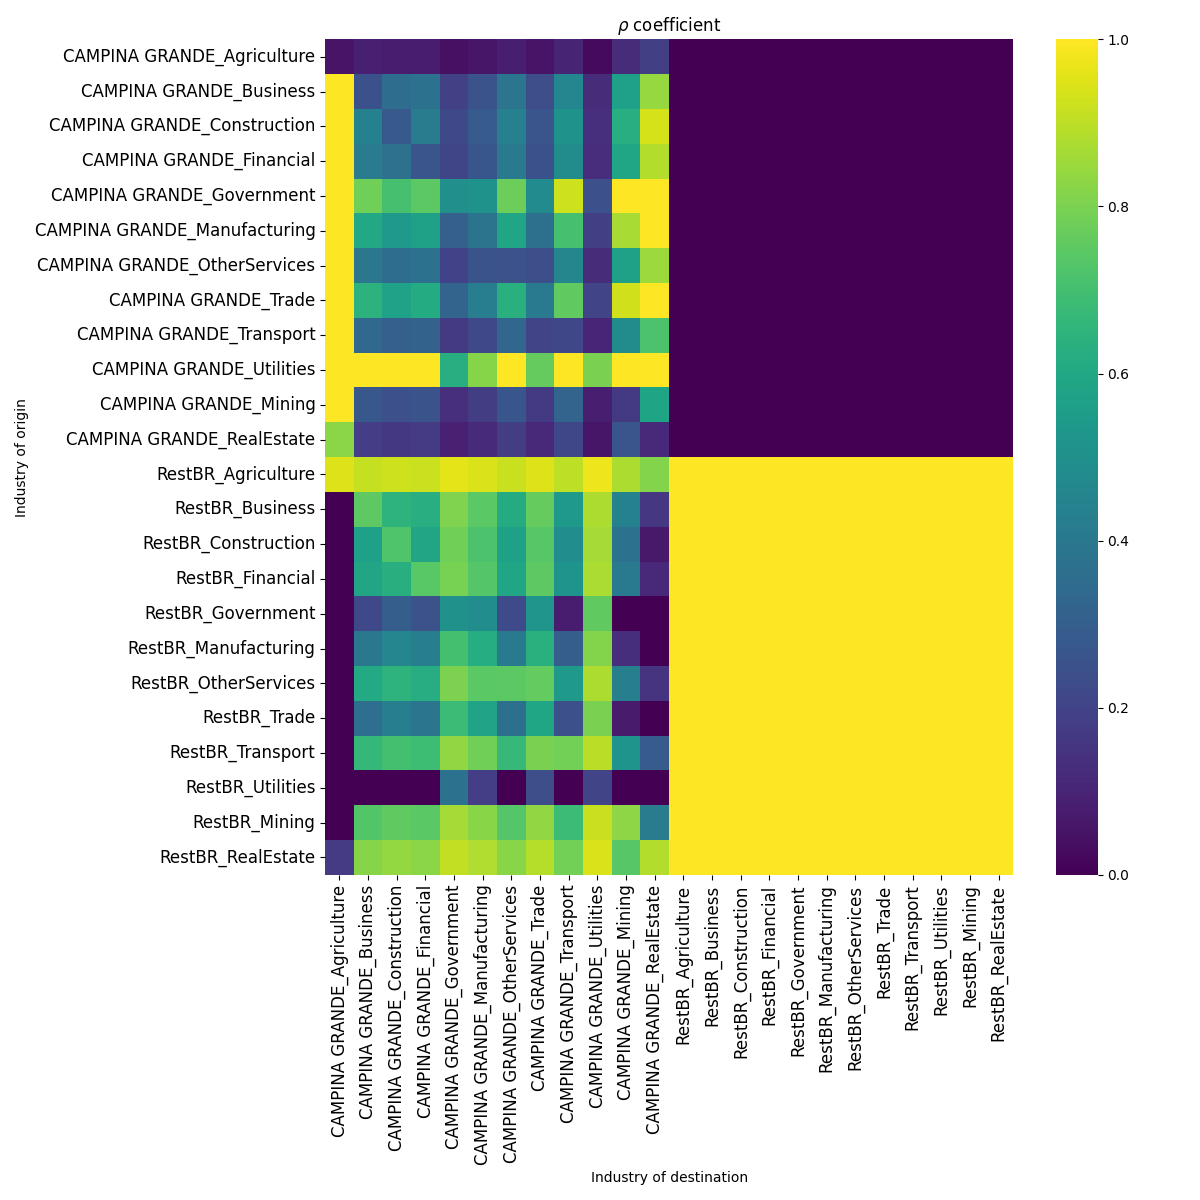 ρ coefficient
CAMPINA GRANDE_Agriculture
CAMPINA GRANDE_Business
CAMPINA GRANDE_Construction
CAMPINA GRANDE_Financial
CAMPINA GRANDE_Government
CAMPINA GRANDE_Manufacturing
CAMPINA GRANDE_OtherServices
CAMPINA GRANDE_Trade
CAMPINA GRANDE_Transport
CAMPINA GRANDE_Utilities
CAMPINA GRANDE_Mining
CAMPINA GRANDE_RealEstate
RestBR_Agriculture
RestBR_Business
RestBR_Construction
RestBR_Financial
RestBR_Government
RestBR_Manufacturing
RestBR_OtherServices
RestBR_Trade
RestBR_Transport
RestBR_Utilities
RestBR_Mining
RestBR_RealEstate
Industry of origin
CAMPINA GRANDE_Agriculture
CAMPINA GRANDE_Business
CAMPINA GRANDE_Construction
CAMPINA GRANDE_Financial
CAMPINA GRANDE_Government
CAMPINA GRANDE_Manufacturing
CAMPINA GRANDE_OtherServices
CAMPINA GRANDE_Trade
CAMPINA GRANDE_Transport
CAMPINA GRANDE_Utilities
CAMPINA GRANDE_Mining
CAMPINA GRANDE_RealEstate
RestBR_Agriculture
RestBR_Business
RestBR_Construction
RestBR_Financial
RestBR_Government
RestBR_Manufacturing
RestBR_OtherServices
RestBR_Trade
RestBR_Transport
RestBR_Utilities
RestBR_Mining
RestBR_RealEstate
Industry of destination
1.0
0.8
0.6
0.4
0.2
0.0